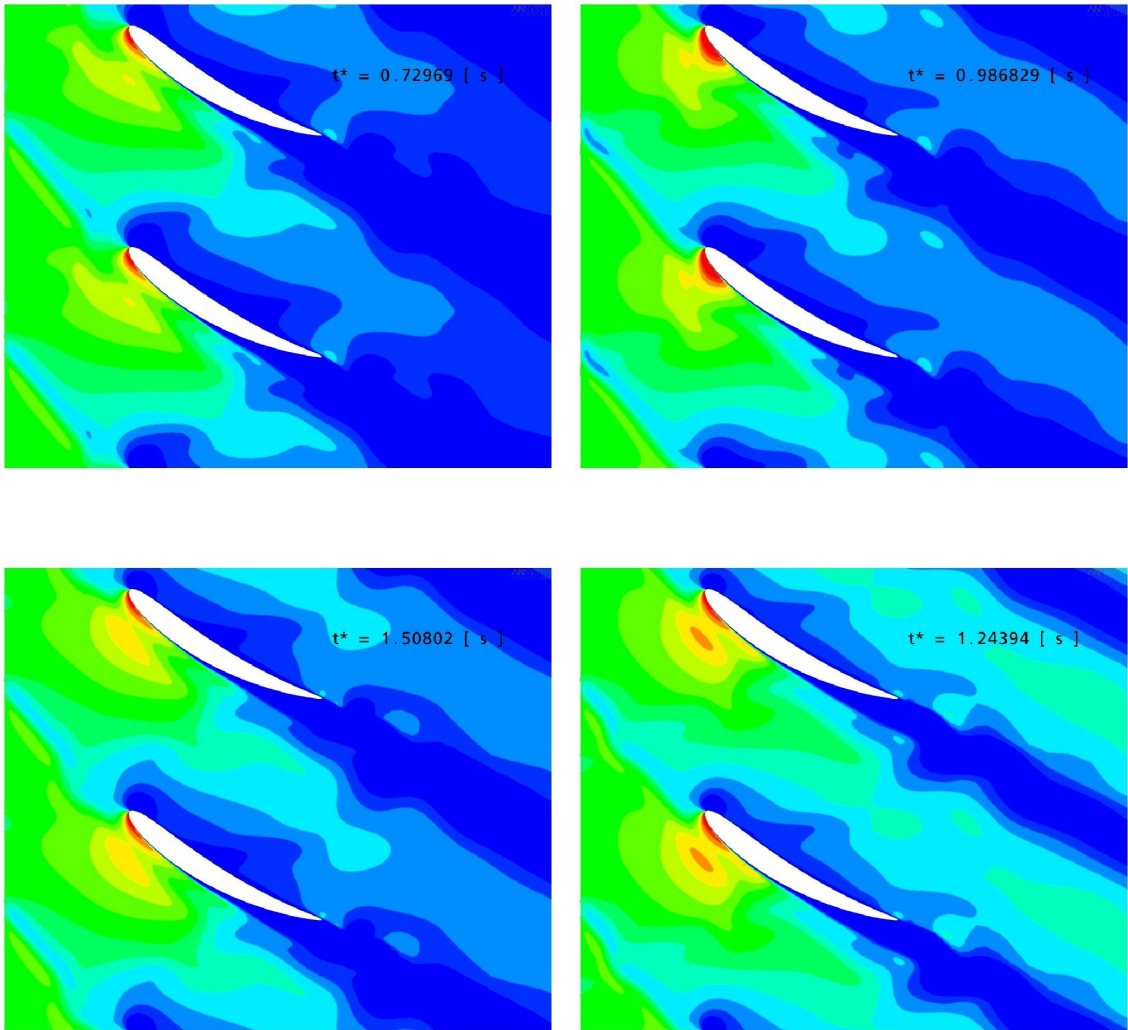 t* = 0.72969 [ s ]
t* = 0.986829 [ s ]
t* = 1.50802 [ s ]
t* = 1.24394 [ s ]